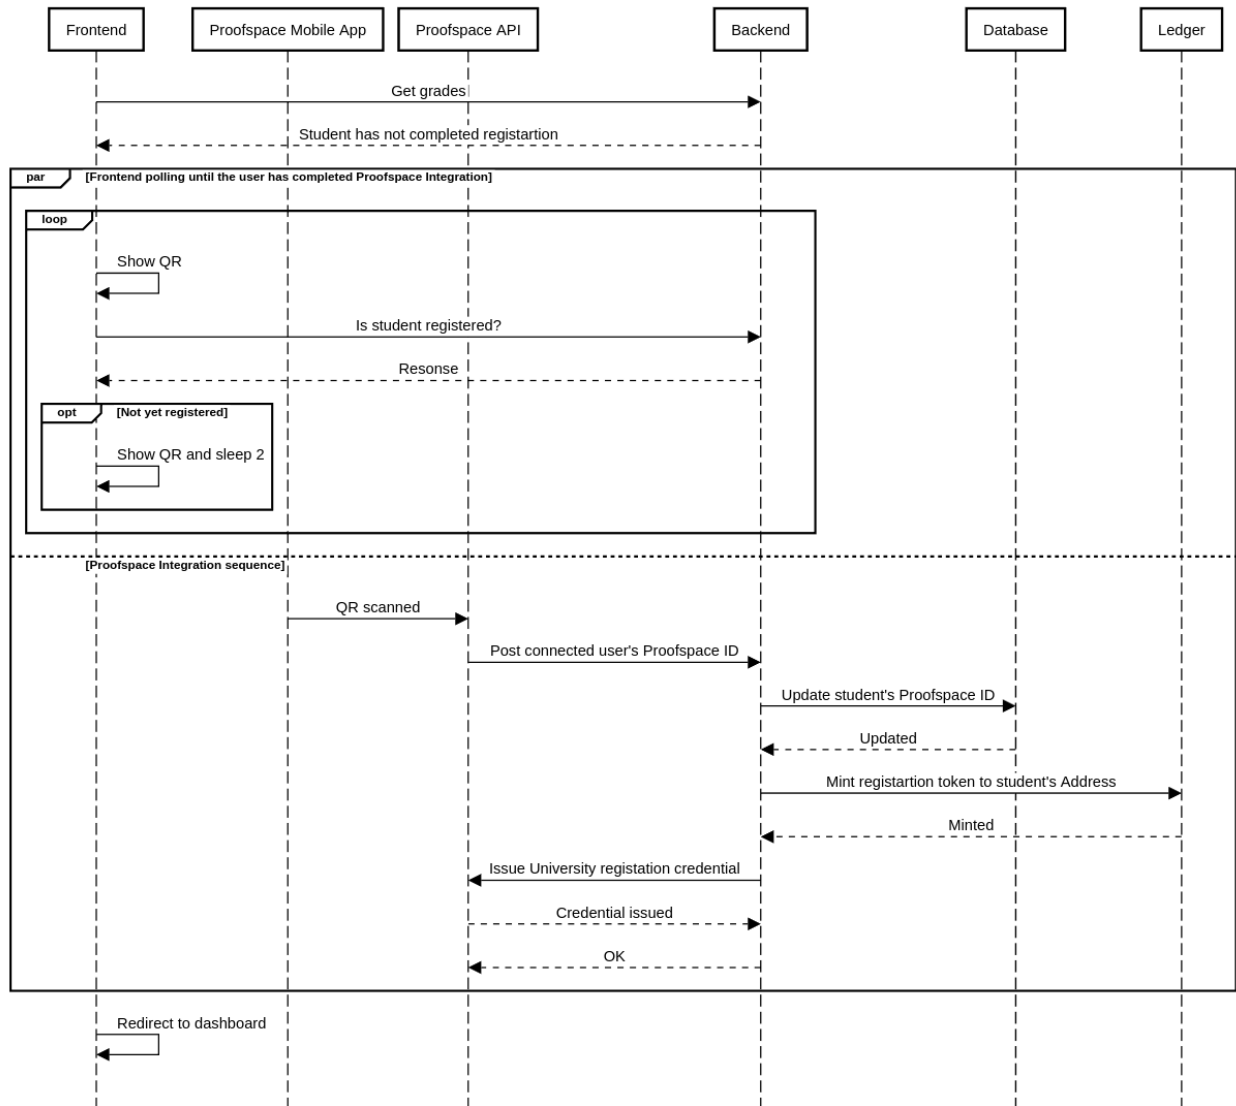 Frontend
Proofspace Mobile App
Proofspace API
Backend
Database
Ledger
Get grades
Student has not completed registartion
par
[Frontend polling until the user has completed Proofspace Integration]
loop
Show QR
Is student registered?
Resonse
opt
[Not yet registered]
Show QR and sleep 2
[Proofspace Integration sequence]
QR scanned
Post connected user's Proofspace ID
Update student's Proofspace ID
Updated
Mint registartion token to student's Address
Minted
Issue University registation credential
Credential issued
OK
Redirect to dashboard